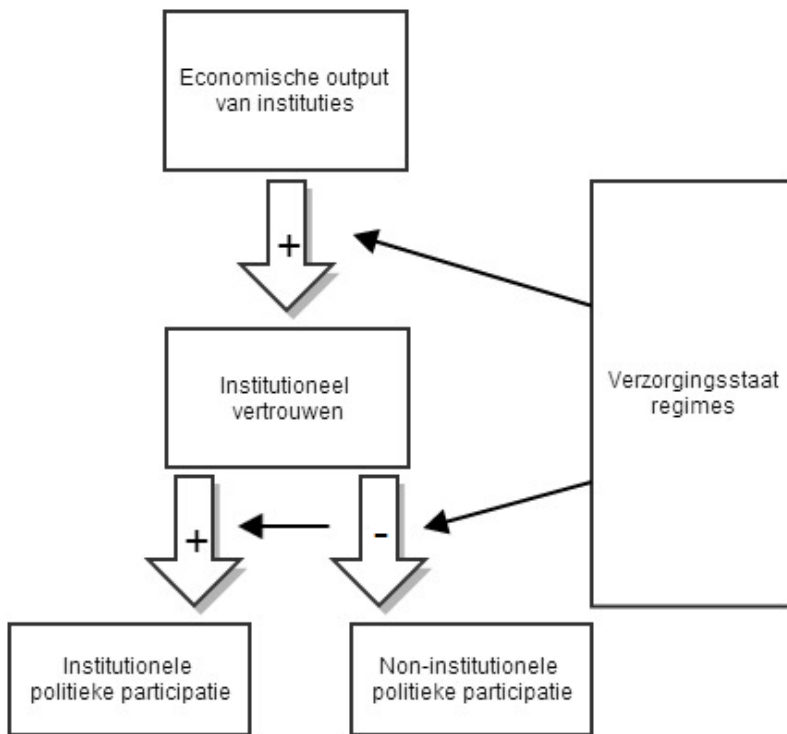 Economische output
van instituties
+
Institutioneel
vertrouwen
Verzorgingsstaat
regimes
+
-
Institutionele
politieke participatie
Non-institutionele
politieke participatie